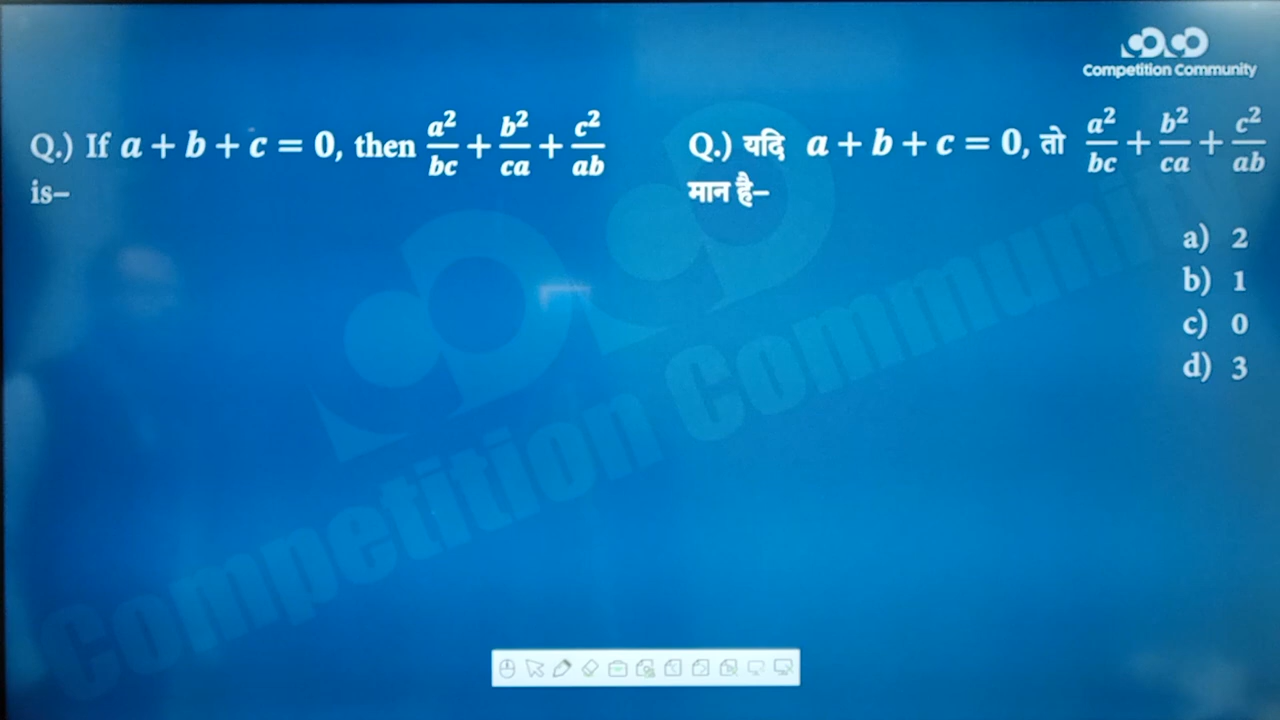 Competition Community
Q.) If a + b + c = 0, then a²/bc + b²/ca + c²/ab
is–
Q.) यदि a + b + c = 0, तो a²/bc + b²/ca + c²/ab
मान है–
a) 2
b) 1
c) 0
d) 3
Competition Community